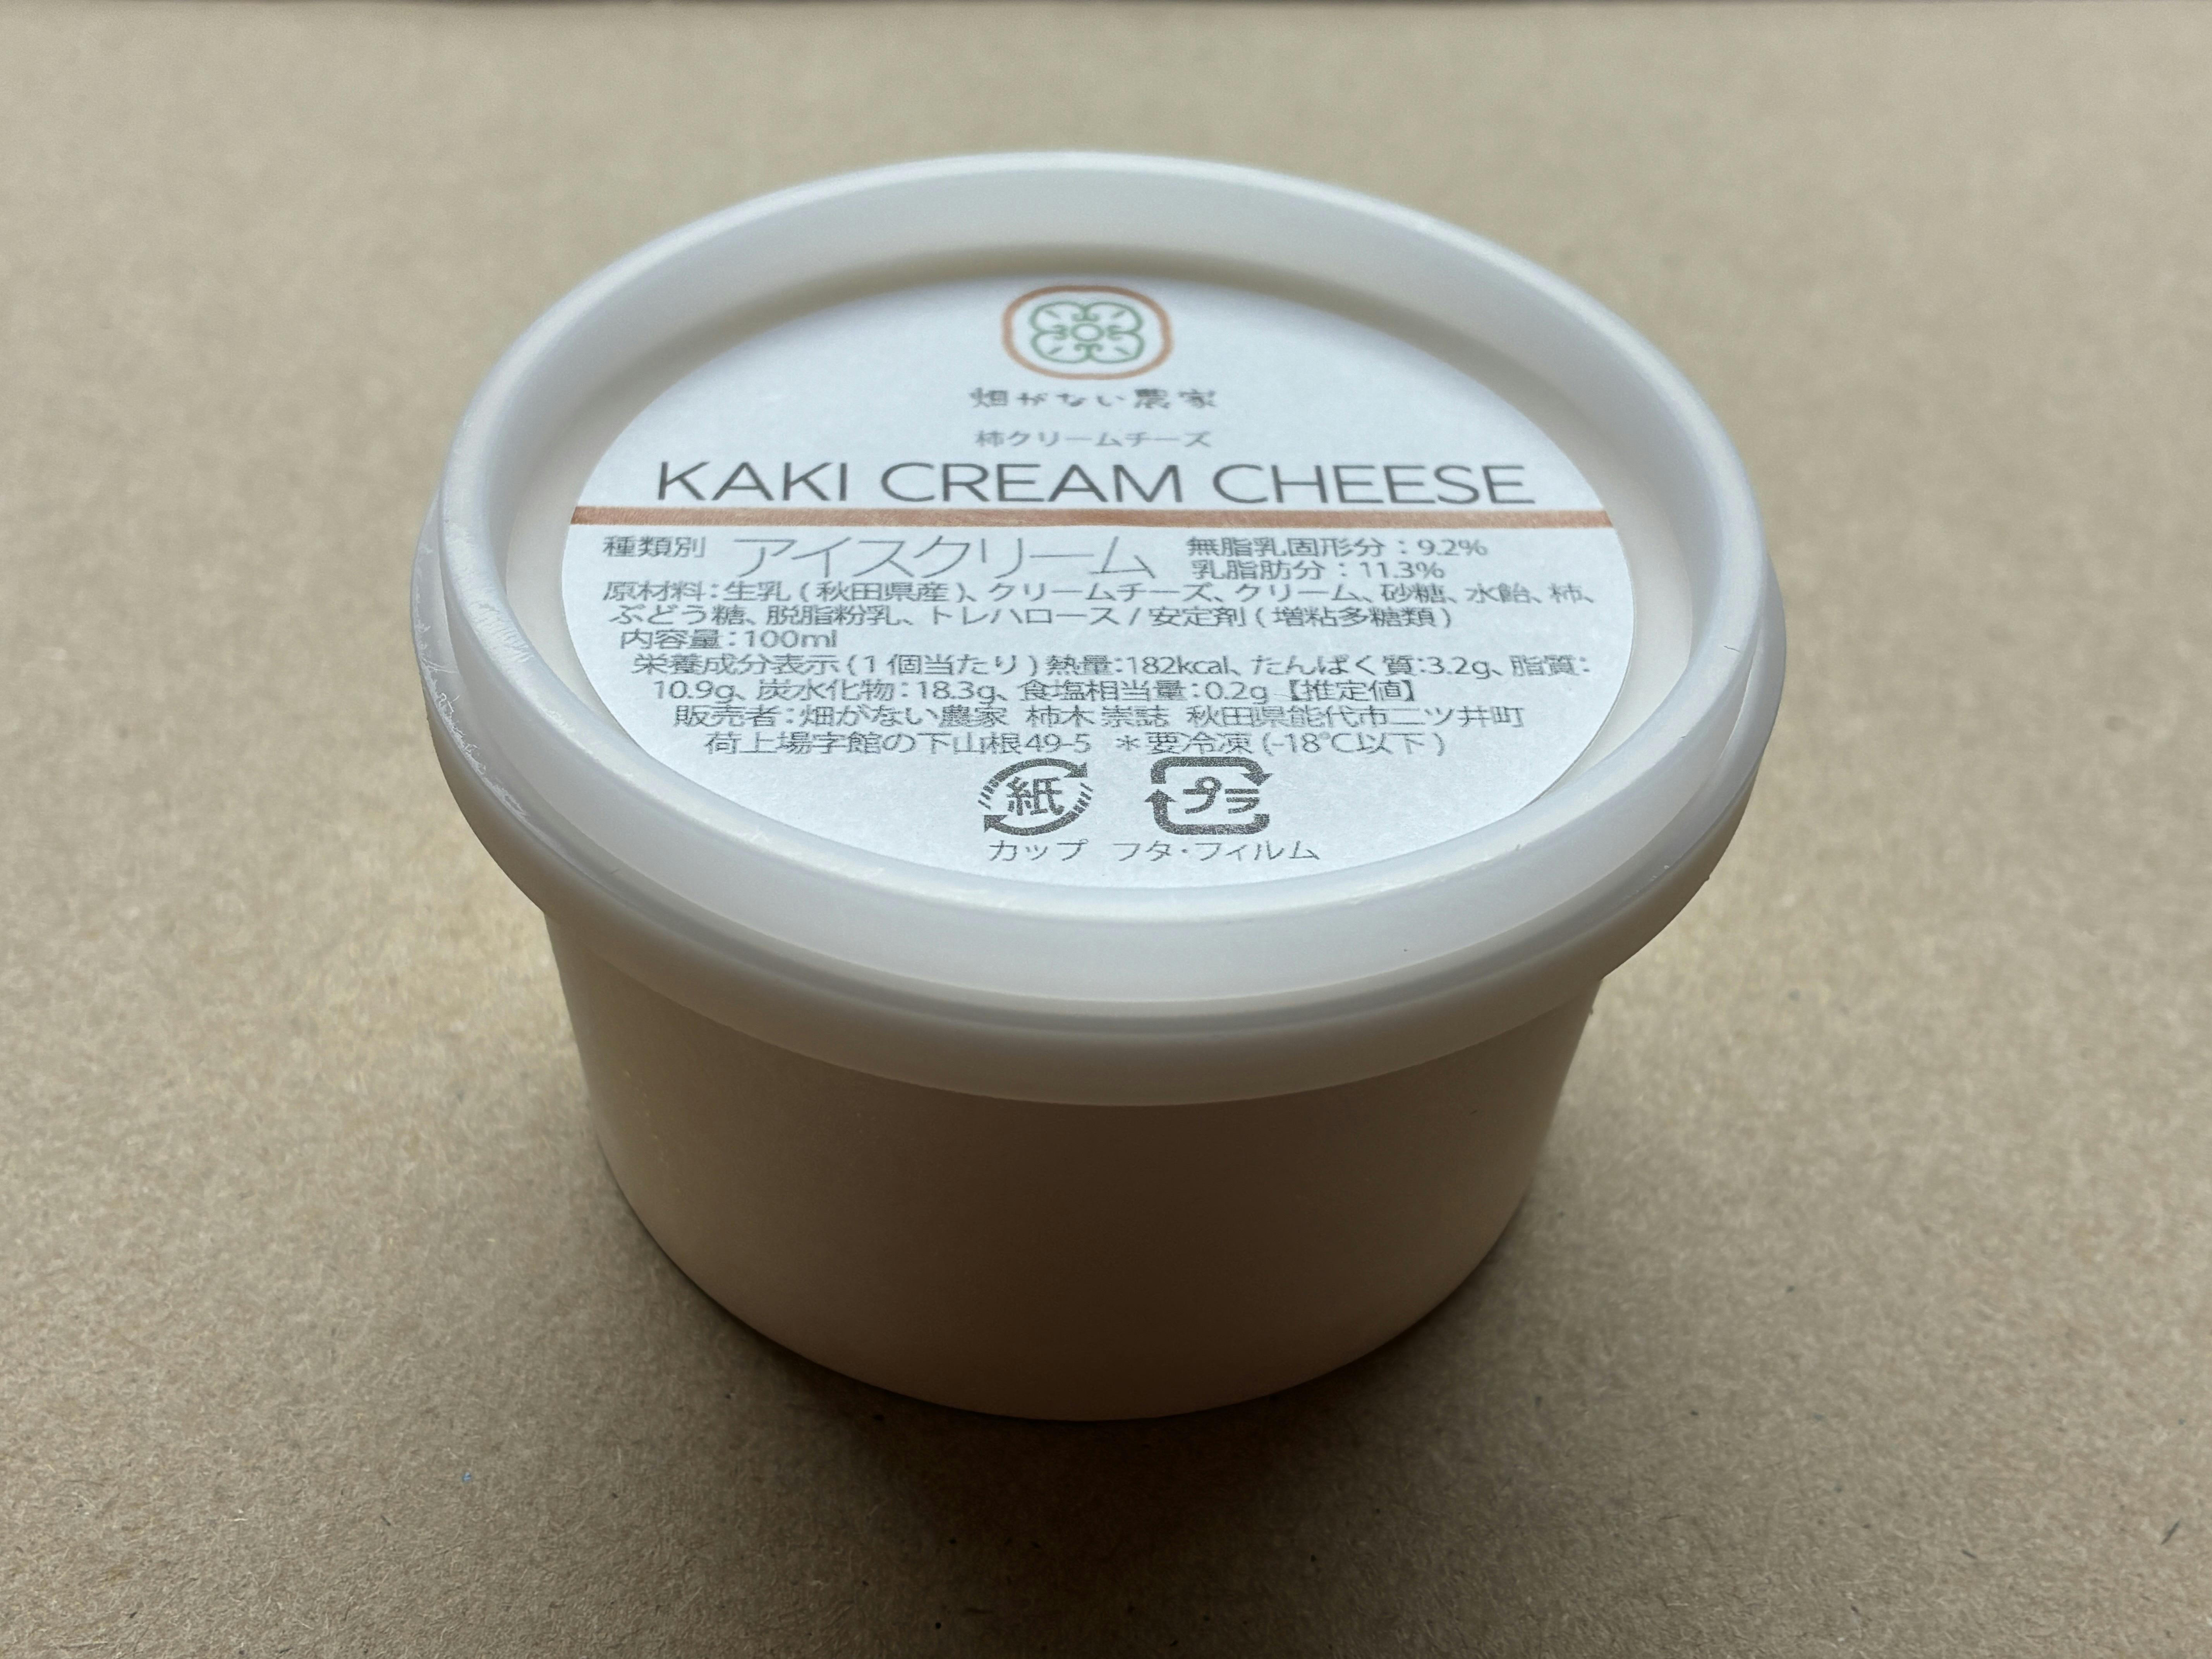 畑がない農家
柿クリームチーズ
KAKI CREAM CHEESE
種類別 アイスクリーム 無脂乳固形分：9.2%
乳脂肪分：11.3%
原材料：生乳(秋田県産)、クリームチーズ、クリーム、砂糖、水飴、柿、
ぶどう糖、脱脂粉乳、トレハロース/安定剤(増粘多糖類)
内容量：100ml
栄養成分表示(1個当たり)熱量：182kcal、たんぱく質：3.2g、脂質：
10.9g、炭水化物：18.3g、食塩相当量：0.2g【推定値】
販売者：畑がない農家 柿木崇誌 秋田県能代市二ツ井町
荷上場字館の下山根49-5 ＊要冷凍(-18℃以下)
紙 プラ
カップ フタ・フィルム